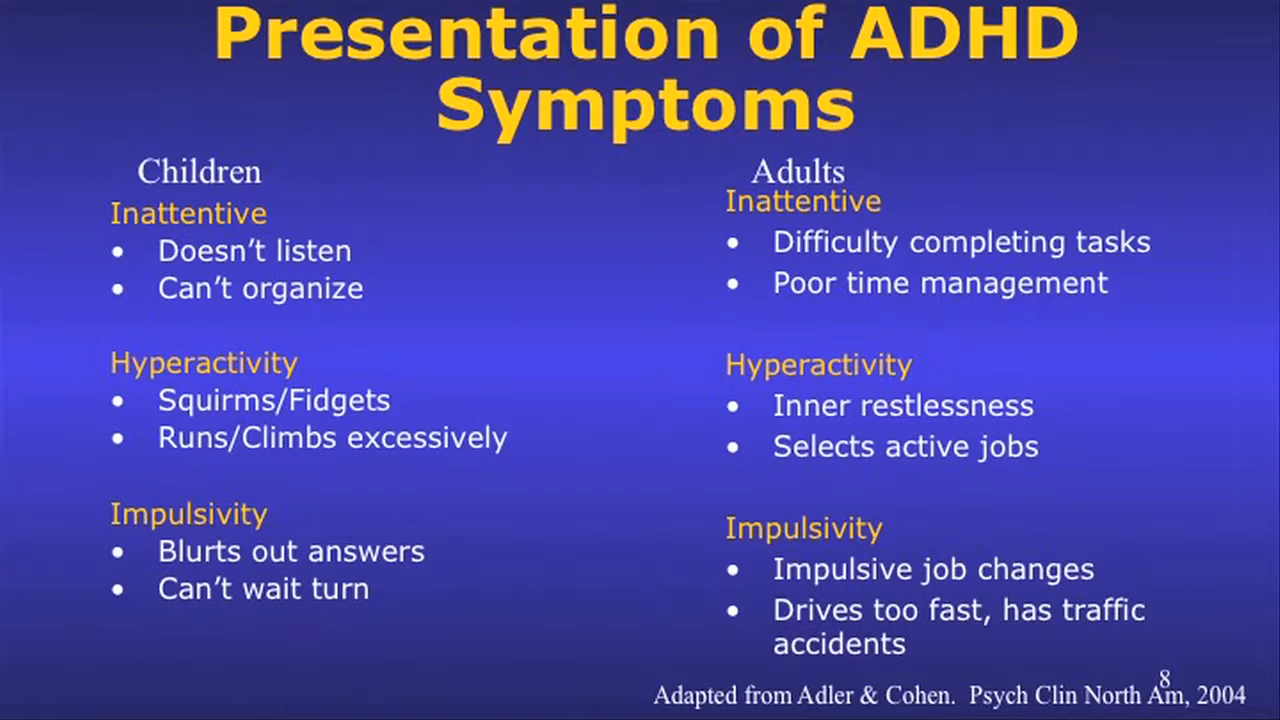 Presentation of ADHD
Symptoms
Children
Inattentive
• Doesn’t listen
• Can’t organize
Hyperactivity
• Squirms/Fidgets
• Runs/Climbs excessively
Impulsivity
• Blurts out answers
• Can’t wait turn
Adults
Inattentive
• Difficulty completing tasks
• Poor time management
Hyperactivity
• Inner restlessness
• Selects active jobs
Impulsivity
• Impulsive job changes
• Drives too fast, has traffic
accidents
8
Adapted from Adler & Cohen. Psych Clin North Am, 2004